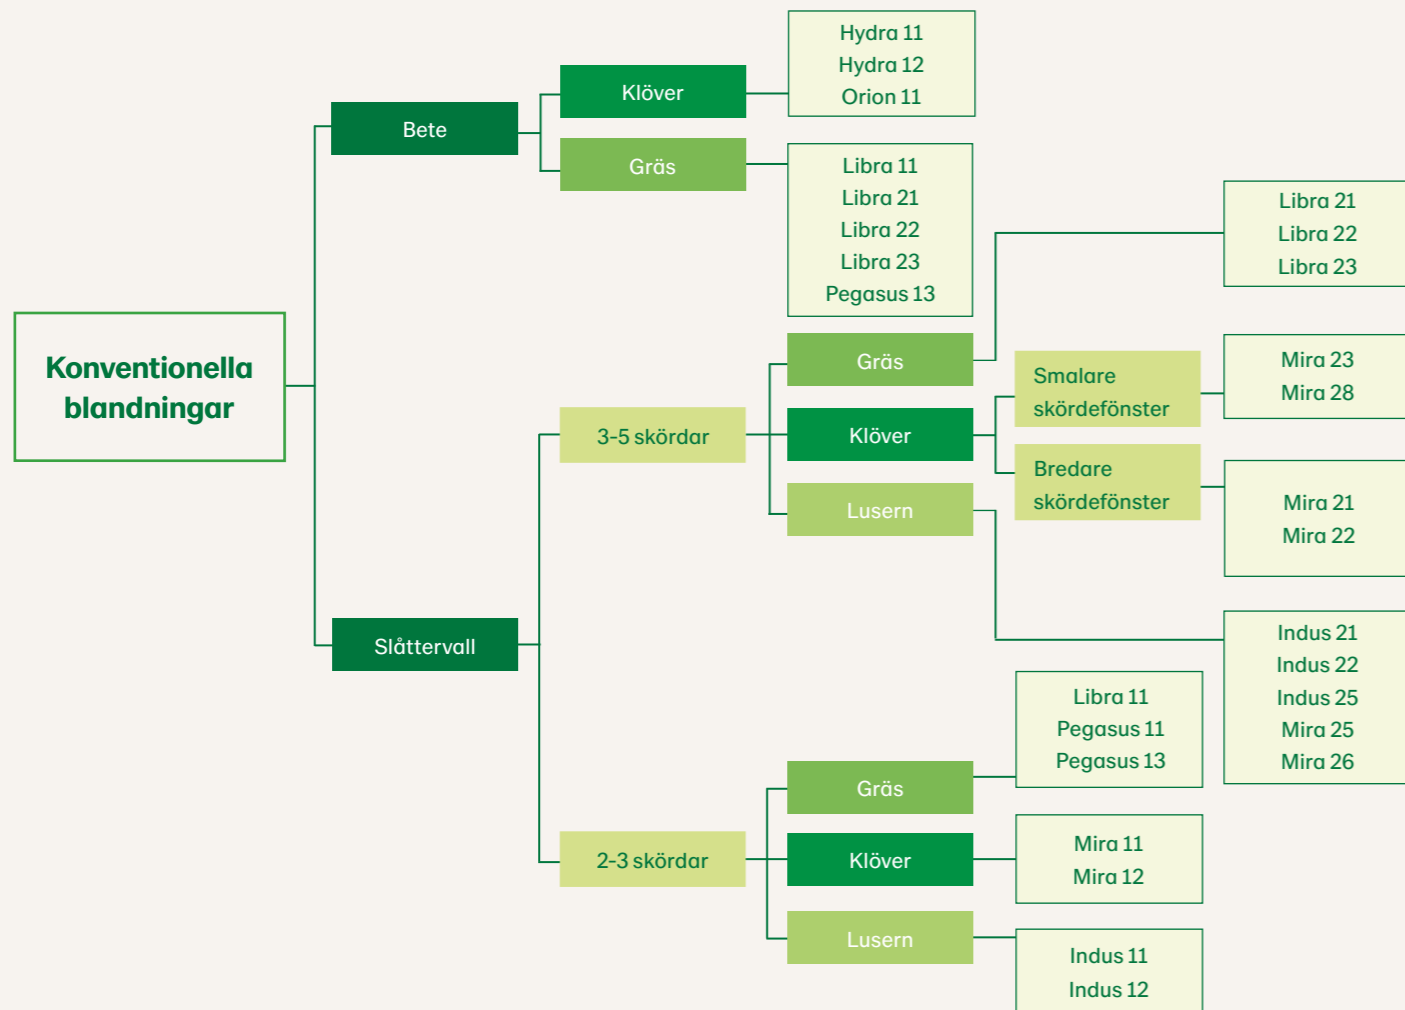 Konventionella
blandningar
Bete
Klöver
Hydra 11
Hydra 12
Orion 11
Gräs
Libra 11
Libra 21
Libra 22
Libra 23
Pegasus 13
Slåttervall
3-5 skördar
Gräs
Libra 21
Libra 22
Libra 23
Klöver
Smalare
skördefönster
Mira 23
Mira 28
Bredare
skördefönster
Mira 21
Mira 22
Lusern
Indus 21
Indus 22
Indus 25
Mira 25
Mira 26
2-3 skördar
Gräs
Libra 11
Pegasus 11
Pegasus 13
Klöver
Mira 11
Mira 12
Lusern
Indus 11
Indus 12